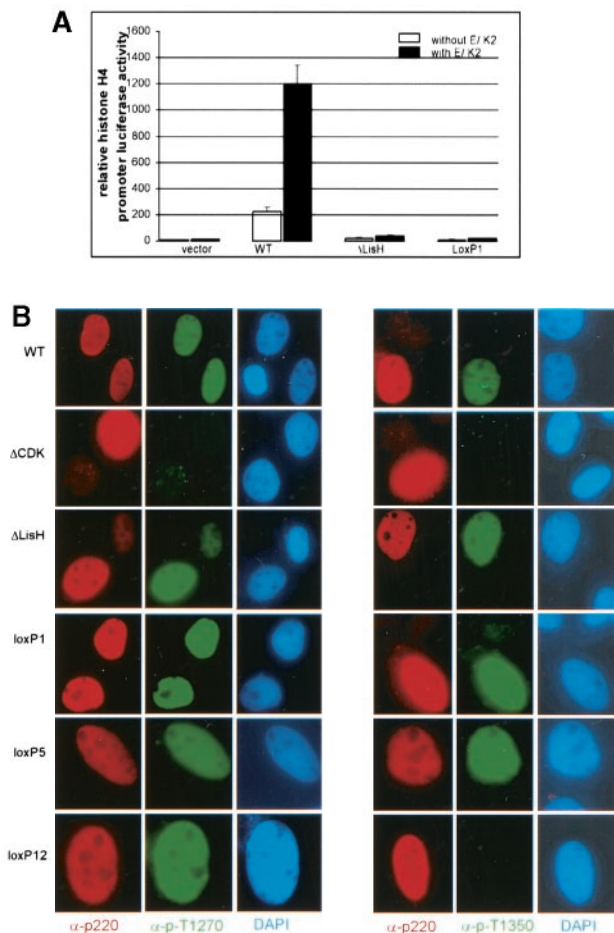 A
relative histone H4
promoter luciferase activity
1600
1400
1200
1000
800
600
400
200
0
without E/ K2
with E/ K2
vector
WT
\LisH
LoxP1
B
WT
ΔCDK
ΔLisH
loxP1
loxP5
loxP12
α-p220 α-p-T1270 DAPI
α-p220 α-p-T1350 DAPI